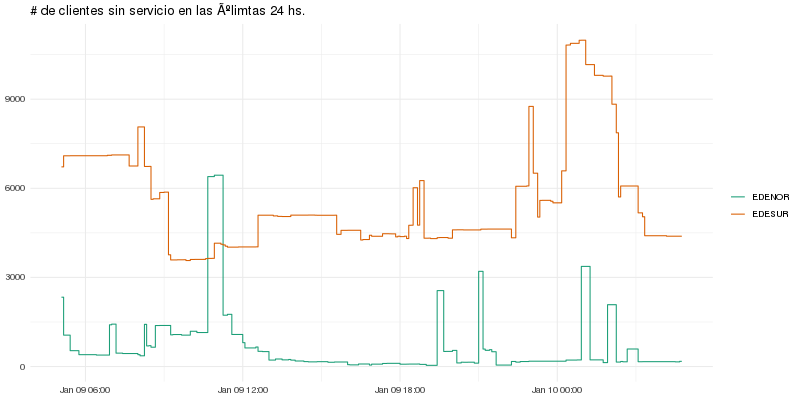 # de clientes sin servicio en las Ãºlimtas 24 hs.
9000
6000
3000
0
Jan 09 06:00
Jan 09 12:00
Jan 09 18:00
Jan 10 00:00
EDENOR
EDESUR